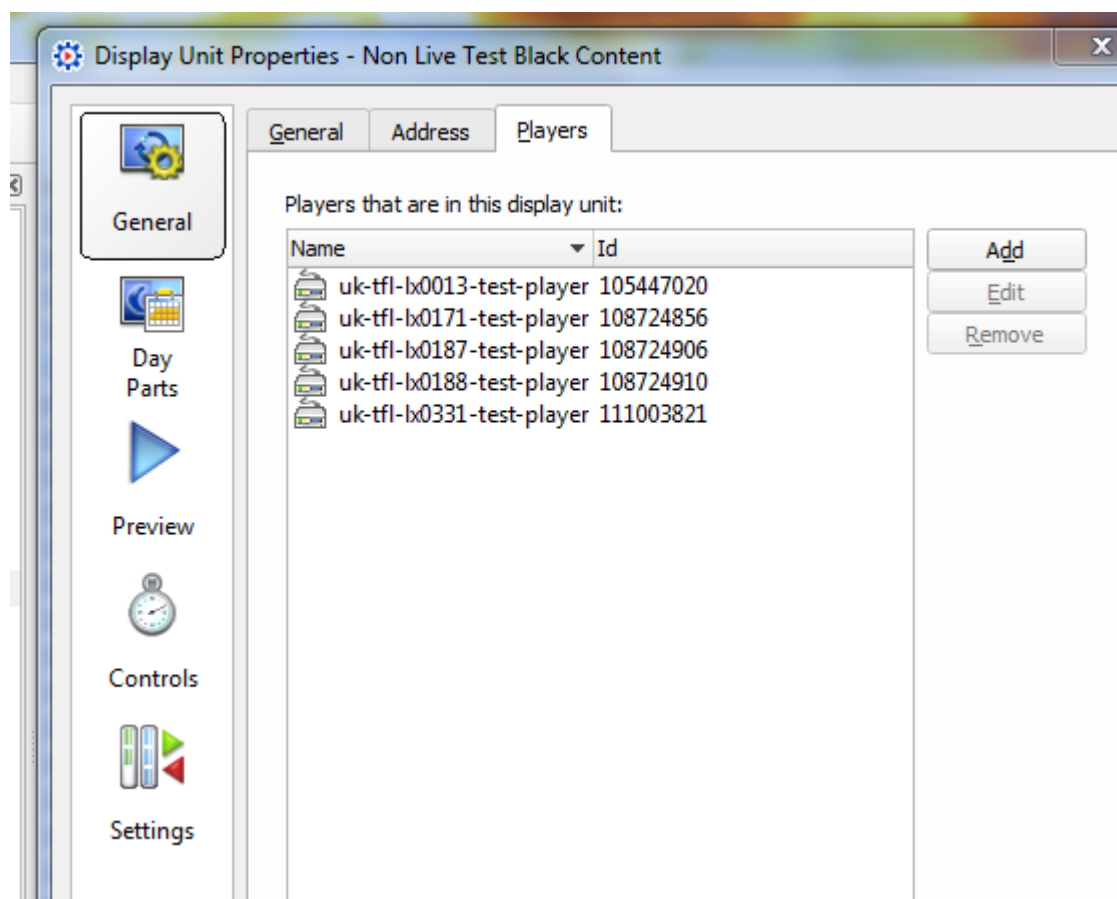 Display Unit Properties - Non Live Test Black Content
General
Day
Parts
Preview
Controls
Settings
General Address Players
Players that are in this display unit:
Name Id
uk-tfl-lx0013-test-player 105447020
uk-tfl-lx0171-test-player 108724856
uk-tfl-lx0187-test-player 108724906
uk-tfl-lx0188-test-player 108724910
uk-tfl-lx0331-test-player 111003821
Add
Edit
Remove